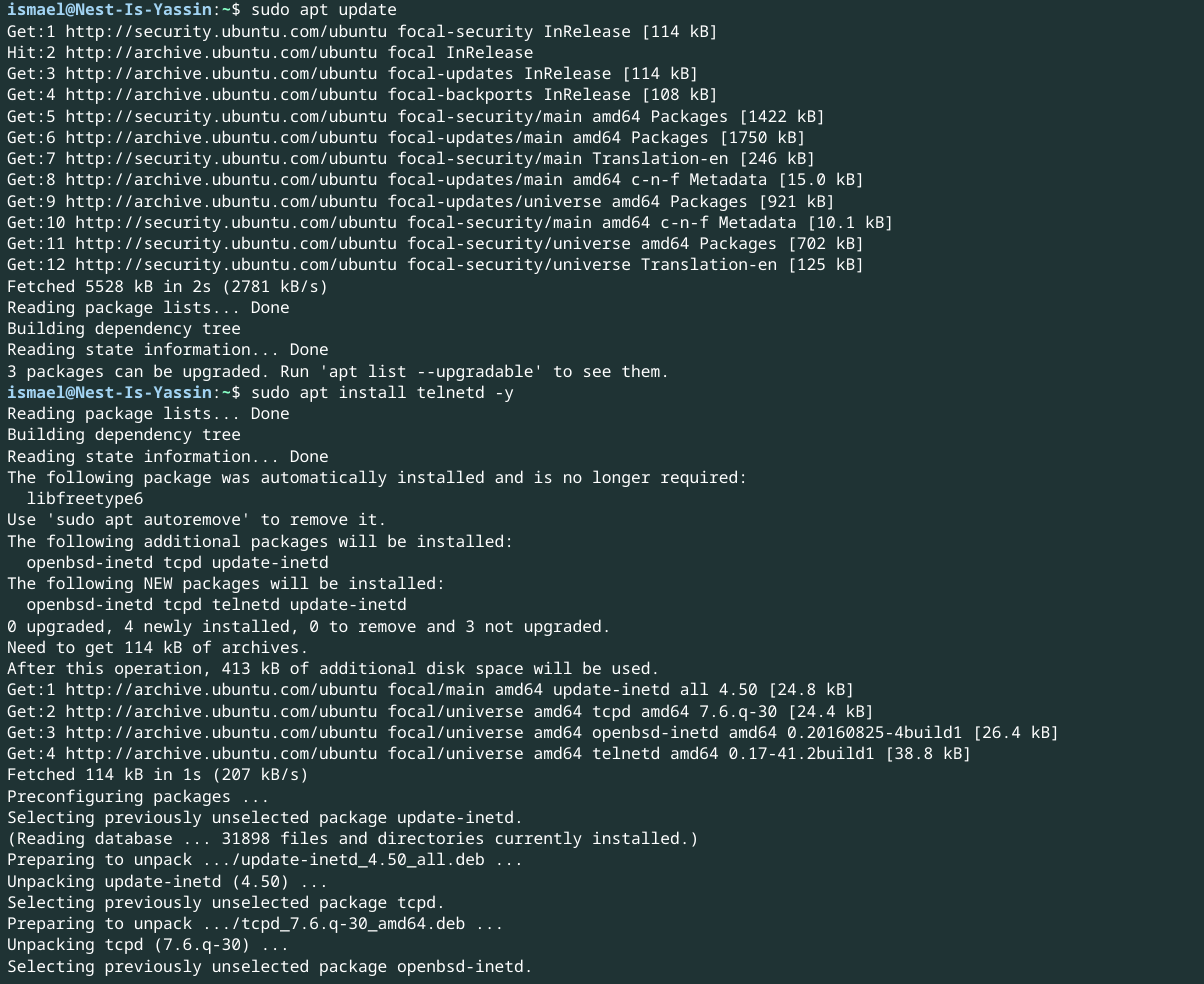 ismael@Nest-Is-Yassin:~$ sudo apt update
Get:1 http://security.ubuntu.com/ubuntu focal-security InRelease [114 kB]
Hit:2 http://archive.ubuntu.com/ubuntu focal InRelease
Get:3 http://archive.ubuntu.com/ubuntu focal-updates InRelease [114 kB]
Get:4 http://archive.ubuntu.com/ubuntu focal-backports InRelease [108 kB]
Get:5 http://security.ubuntu.com/ubuntu focal-security/main amd64 Packages [1422 kB]
Get:6 http://archive.ubuntu.com/ubuntu focal-updates/main amd64 Packages [1750 kB]
Get:7 http://security.ubuntu.com/ubuntu focal-security/main Translation-en [246 kB]
Get:8 http://archive.ubuntu.com/ubuntu focal-updates/main amd64 c-n-f Metadata [15.0 kB]
Get:9 http://archive.ubuntu.com/ubuntu focal-updates/universe amd64 Packages [921 kB]
Get:10 http://security.ubuntu.com/ubuntu focal-security/main amd64 c-n-f Metadata [10.1 kB]
Get:11 http://security.ubuntu.com/ubuntu focal-security/universe amd64 Packages [702 kB]
Get:12 http://security.ubuntu.com/ubuntu focal-security/universe Translation-en [125 kB]
Fetched 5528 kB in 2s (2781 kB/s)
Reading package lists... Done
Building dependency tree
Reading state information... Done
3 packages can be upgraded. Run 'apt list --upgradable' to see them.
ismael@Nest-Is-Yassin:~$ sudo apt install telnetd -y
Reading package lists... Done
Building dependency tree
Reading state information... Done
The following package was automatically installed and is no longer required:
  libfreetype6
Use 'sudo apt autoremove' to remove it.
The following additional packages will be installed:
  openbsd-inetd tcpd update-inetd
The following NEW packages will be installed:
  openbsd-inetd tcpd telnetd update-inetd
0 upgraded, 4 newly installed, 0 to remove and 3 not upgraded.
Need to get 114 kB of archives.
After this operation, 413 kB of additional disk space will be used.
Get:1 http://archive.ubuntu.com/ubuntu focal/main amd64 update-inetd all 4.50 [24.8 kB]
Get:2 http://archive.ubuntu.com/ubuntu focal/universe amd64 tcpd amd64 7.6.q-30 [24.4 kB]
Get:3 http://archive.ubuntu.com/ubuntu focal/universe amd64 openbsd-inetd amd64 0.20160825-4build1 [26.4 kB]
Get:4 http://archive.ubuntu.com/ubuntu focal/universe amd64 telnetd amd64 0.17-41.2build1 [38.8 kB]
Fetched 114 kB in 1s (207 kB/s)
Preconfiguring packages ...
Selecting previously unselected package update-inetd.
(Reading database ... 31898 files and directories currently installed.)
Preparing to unpack .../update-inetd_4.50_all.deb ...
Unpacking update-inetd (4.50) ...
Selecting previously unselected package tcpd.
Preparing to unpack .../tcpd_7.6.q-30_amd64.deb ...
Unpacking tcpd (7.6.q-30) ...
Selecting previously unselected package openbsd-inetd.